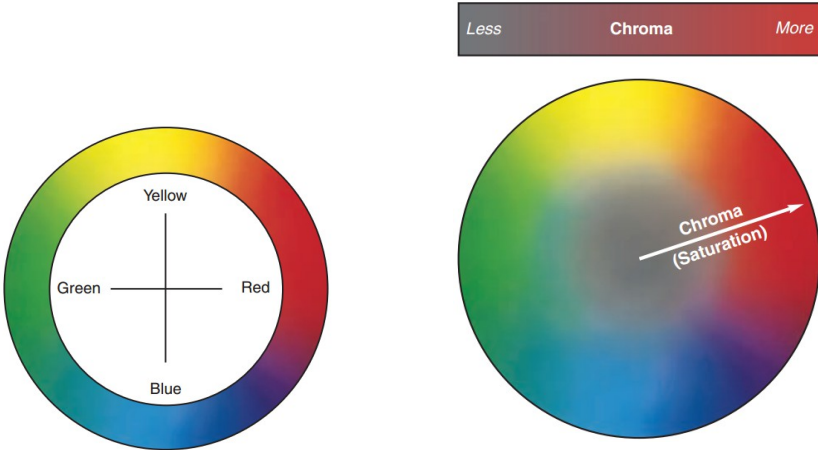 Yellow
Green Red
Blue
Less Chroma More
Chroma
(Saturation)